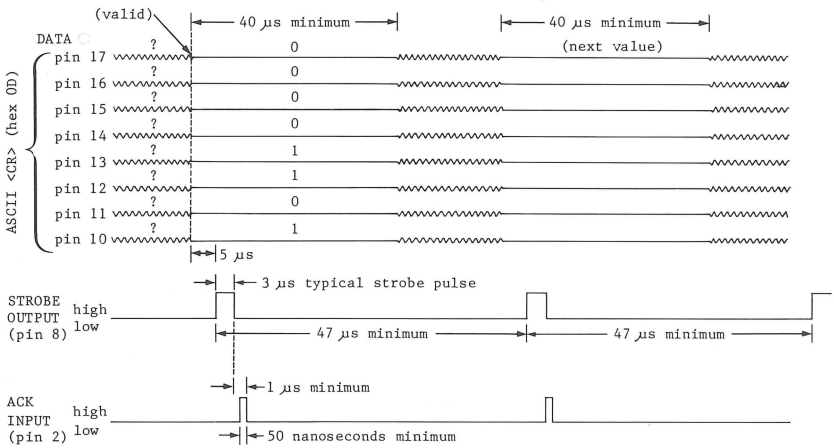 (valid)
40 µs minimum
40 µs minimum
DATA
ASCII <CR> (hex OD)
pin 17 ? 0 (next value)
pin 16 ? 0
pin 15 ? 0
pin 14 ? 0
pin 13 ? 1
pin 12 ? 1
pin 11 ? 0
pin 10 ? 1
5 µs
3 µs typical strobe pulse
STROBE
OUTPUT
(pin 8)
high
low
47 µs minimum
47 µs minimum
1 µs minimum
ACK
INPUT
(pin 2)
high
low
50 nanoseconds minimum